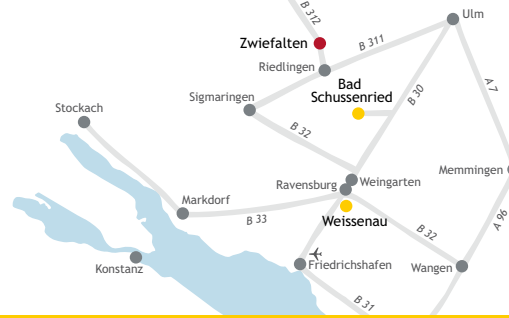 B 312
Ulm
Zwiefalten
B 311
Riedlingen
Bad
Schussenried
B 30
A 7
Sigmaringen
Stockach
B 32
Memmingen
Ravensburg
Weingarten
Markdorf
B 33
Weissenau
B 32
A 96
Konstanz
Friedrichshafen
Wangen
B 31